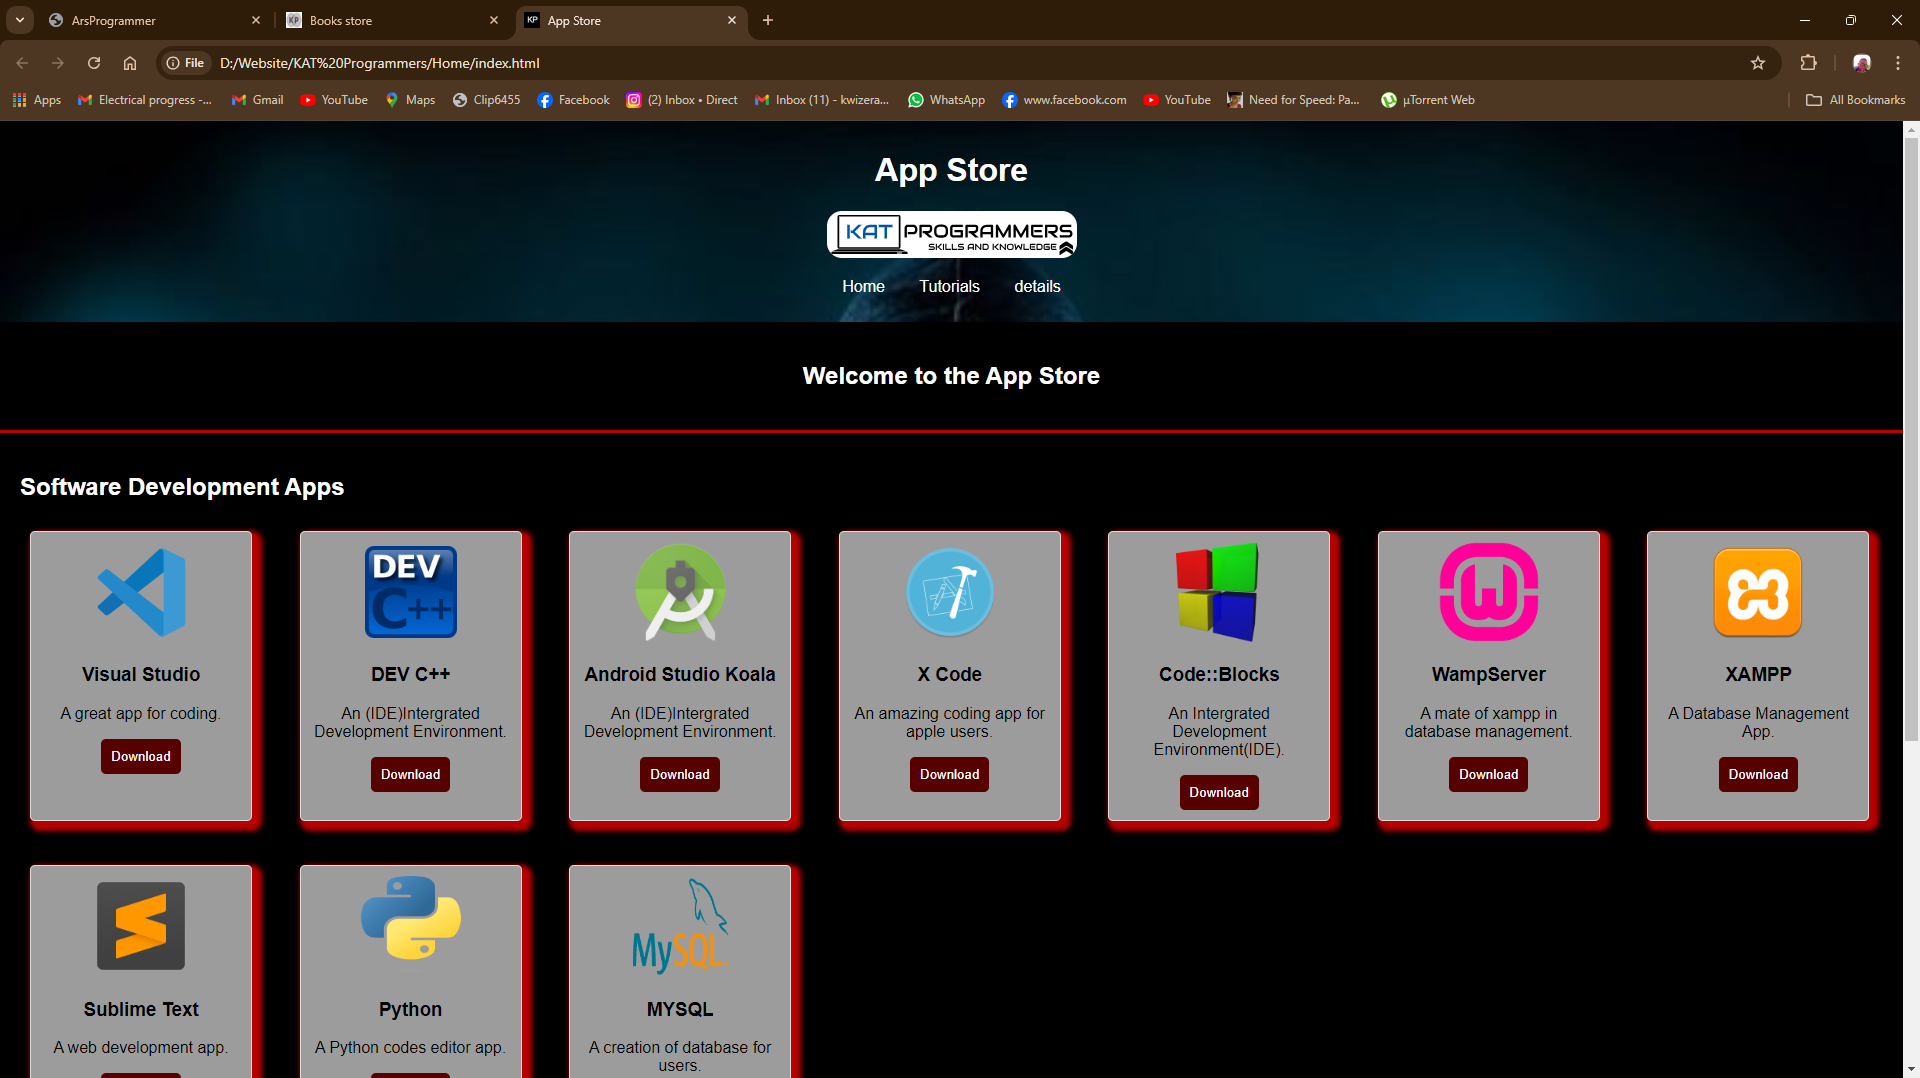 ArsProgrammer
KP Books store
KP App Store
File D:/Website/KAT%20Programmers/Home/index.html
Apps Electrical progress -... Gmail YouTube Maps Clip6455 Facebook (2) Inbox • Direct Inbox (11) - kwizera... WhatsApp www.facebook.com YouTube Need for Speed: Pa... µTorrent Web All Bookmarks
App Store
KAT PROGRAMMERS
SKILLS AND KNOWLEDGE
Home Tutorials details
Welcome to the App Store
Software Development Apps
Visual Studio
A great app for coding.
Download
DEV
C++
DEV C++
An (IDE)Intergrated
Development Environment.
Download
Android Studio Koala
An (IDE)Intergrated
Development Environment.
Download
X Code
An amazing coding app for
apple users.
Download
Code::Blocks
An Intergrated
Development
Environment(IDE).
Download
W
WampServer
A mate of xampp in
database management.
Download
XAMPP
A Database Management
App.
Download
Sublime Text
A web development app.
Python
A Python codes editor app.
MySQL
MYSQL
A creation of database for
users.